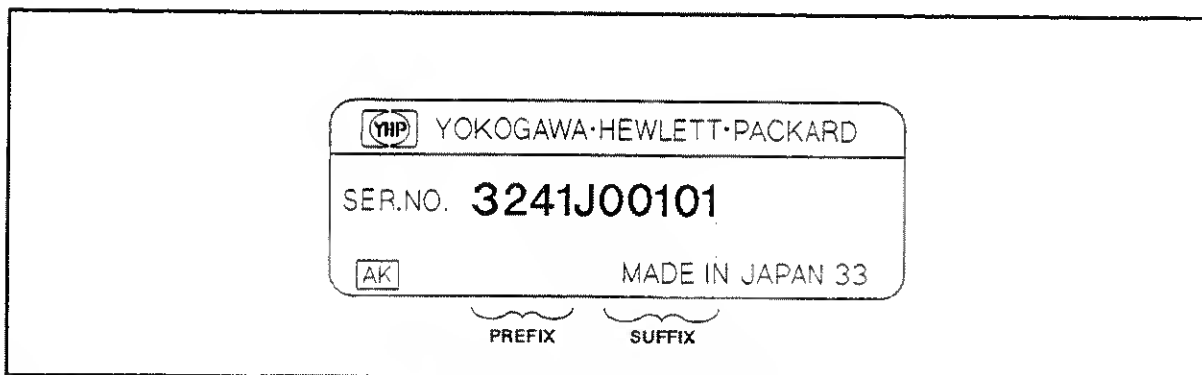 YHP YOKOGAWA·HEWLETT·PACKARD
SER.NO. 3241J00101
AK MADE IN JAPAN 33
PREFIX SUFFIX